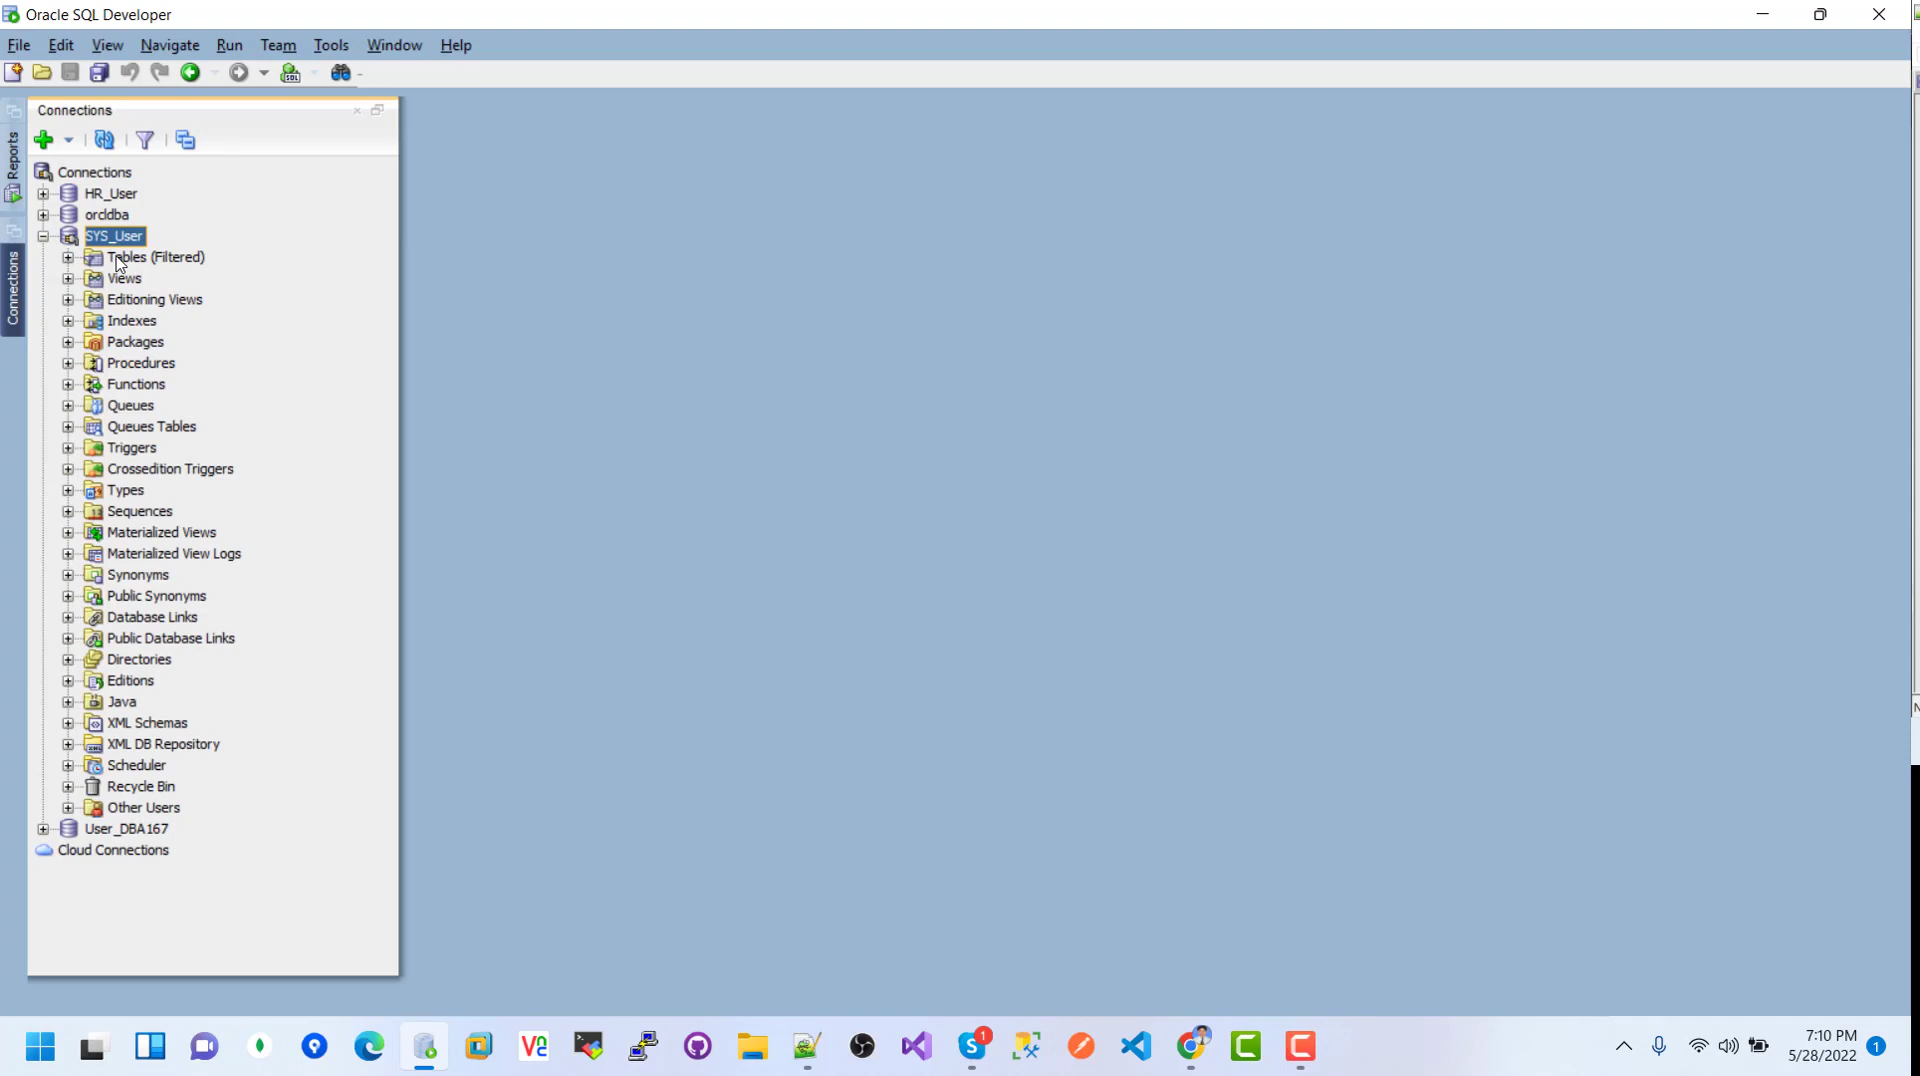 Oracle SQL Developer
File Edit View Navigate Run Team Tools Window Help
Connections
Reports
Connections
Connections
HR_User
orcldba
SYS_User
Tables (Filtered)
Views
Editioning Views
Indexes
Packages
Procedures
Functions
Queues
Queues Tables
Triggers
Crossedition Triggers
Types
Sequences
Materialized Views
Materialized View Logs
Synonyms
Public Synonyms
Database Links
Public Database Links
Directories
Editions
Java
XML Schemas
XML DB Repository
Scheduler
Recycle Bin
Other Users
User_DBA167
Cloud Connections
7:10 PM
5/28/2022
1
1